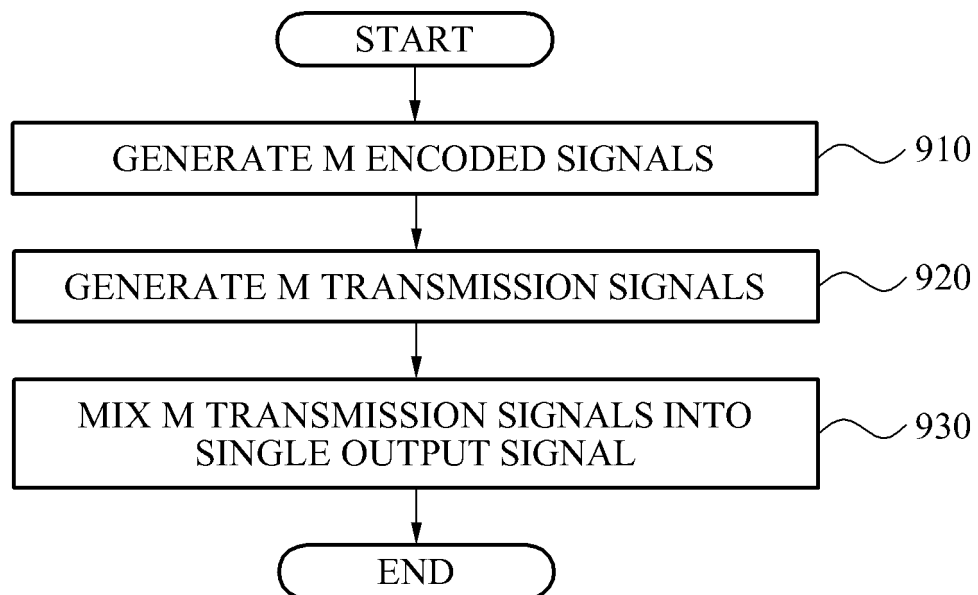 START
GENERATE M ENCODED SIGNALS
910
GENERATE M TRANSMISSION SIGNALS
920
MIX M TRANSMISSION SIGNALS INTO
SINGLE OUTPUT SIGNAL
930
END